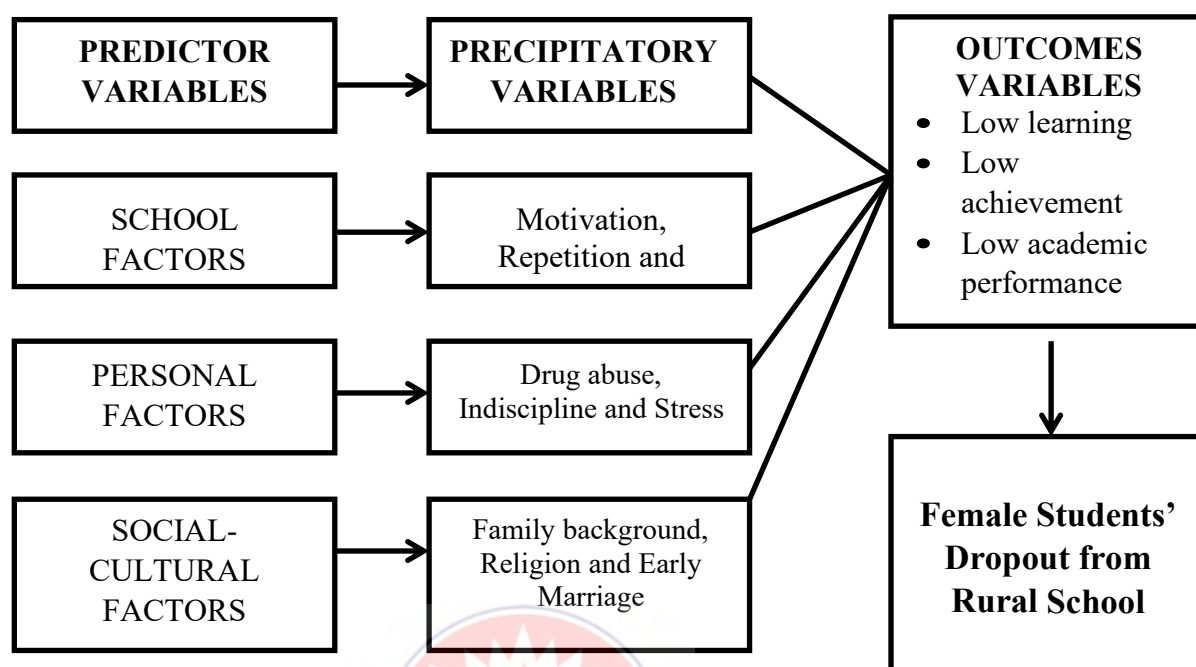 PREDICTOR
VARIABLES
PRECIPITATORY
VARIABLES
OUTCOMES
VARIABLES
• Low learning
• Low
achievement
• Low academic
performance
SCHOOL
FACTORS
Motivation,
Repetition and
PERSONAL
FACTORS
Drug abuse,
Indiscipline and Stress
SOCIAL-
CULTURAL
FACTORS
Family background,
Religion and Early
Marriage
Female Students’
Dropout from
Rural School